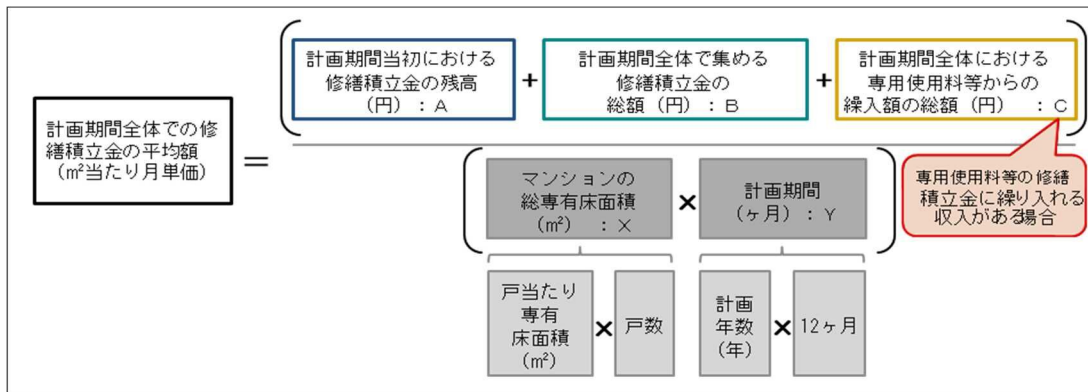 計画期間全体での修
繕積立金の平均額
(m²当たり月単価)
=
計画期間当初における
修繕積立金の残高
(円) : A
+
計画期間全体で集める
修繕積立金の
総額 (円) : B
+
計画期間全体における
専用使用料等からの
繰入額の総額 (円) : C
マンションの
総専有床面積
(m²) : X
×
計画期間
(ヶ月) : Y
専用使用料等の修繕
積立金に繰り入れる
収入がある場合
戸当たり
専有
床面積
(m²)
×
戸数
計画
年数
(年)
×
12ヶ月